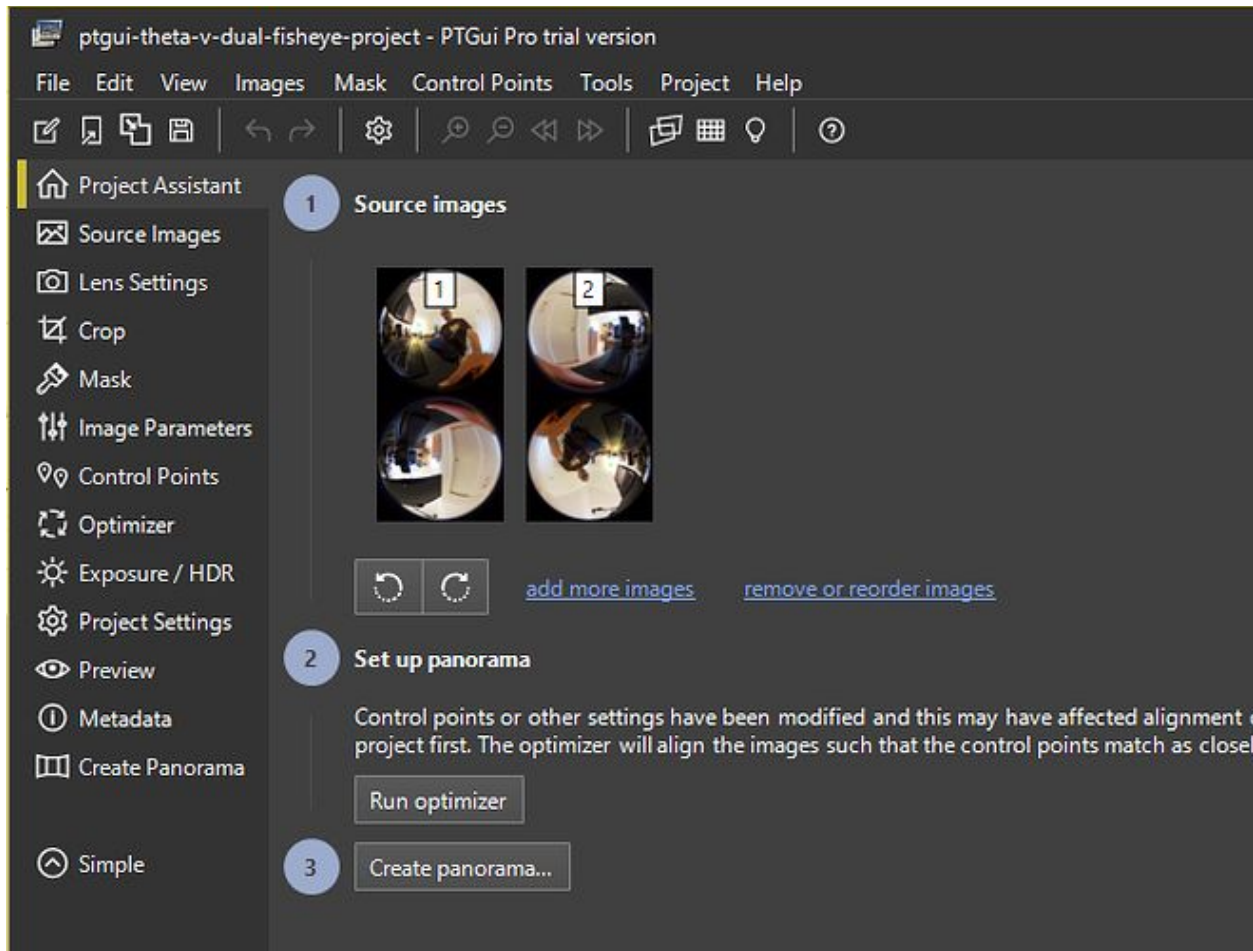 ptgui-theta-v-dual-fisheye-project - PTGui Pro trial version
File Edit View Images Mask Control Points Tools Project Help
Project Assistant
Source Images
Lens Settings
Crop
Mask
Image Parameters
Control Points
Optimizer
Exposure / HDR
Project Settings
Preview
Metadata
Create Panorama
Simple
1 Source images
1 2
add more images remove or reorder images
2 Set up panorama
Control points or other settings have been modified and this may have affected alignment
project first. The optimizer will align the images such that the control points match as
Run optimizer
3 Create panorama...